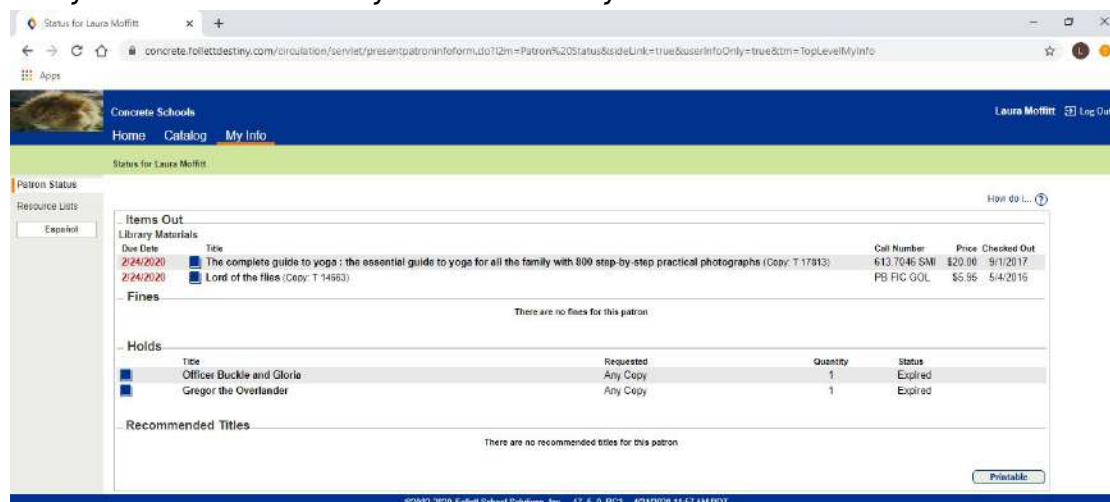 Status for Laura Moffitt
concrete.follettdestiny.com/circulation/servlet/presentpatroninfoform.do?l2m=Patron%20Status&sideLink=true&userInfoOnly=true&tm=TopLevelMyInfo
L
Apps
Concrete Schools
Laura Moffitt Log Out
Home Catalog My Info
Status for Laura Moffitt
Patron Status
Resource Lists
Español
How do I... ?
Items Out
Library Materials
Due Date Title Call Number Price Checked Out
2/24/2020 The complete guide to yoga : the essential guide to yoga for all the family with 800 step-by-step practical photographs (Copy: T 17813) 613.7046 SMI $20.00 9/1/2017
2/24/2020 Lord of the flies (Copy: T 14663) PB FIC GOL $5.95 5/4/2016
Fines
There are no fines for this patron
Holds
Title Requested Quantity Status
Officer Buckle and Gloria Any Copy 1 Expired
Gregor the Overlander Any Copy 1 Expired
Recommended Titles
There are no recommended titles for this patron
Printable